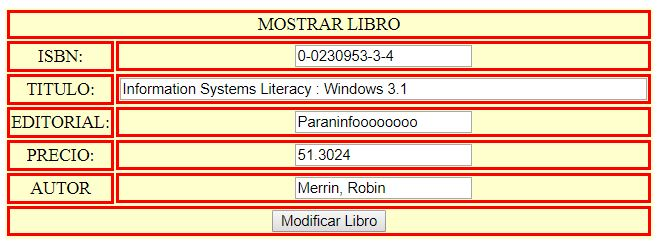 MOSTRAR LIBRO
ISBN: 0-0230953-3-4
TITULO: Information Systems Literacy : Windows 3.1
EDITORIAL: Paraninfoooooooo
PRECIO: 51.3024
AUTOR Merrin, Robin
Modificar Libro